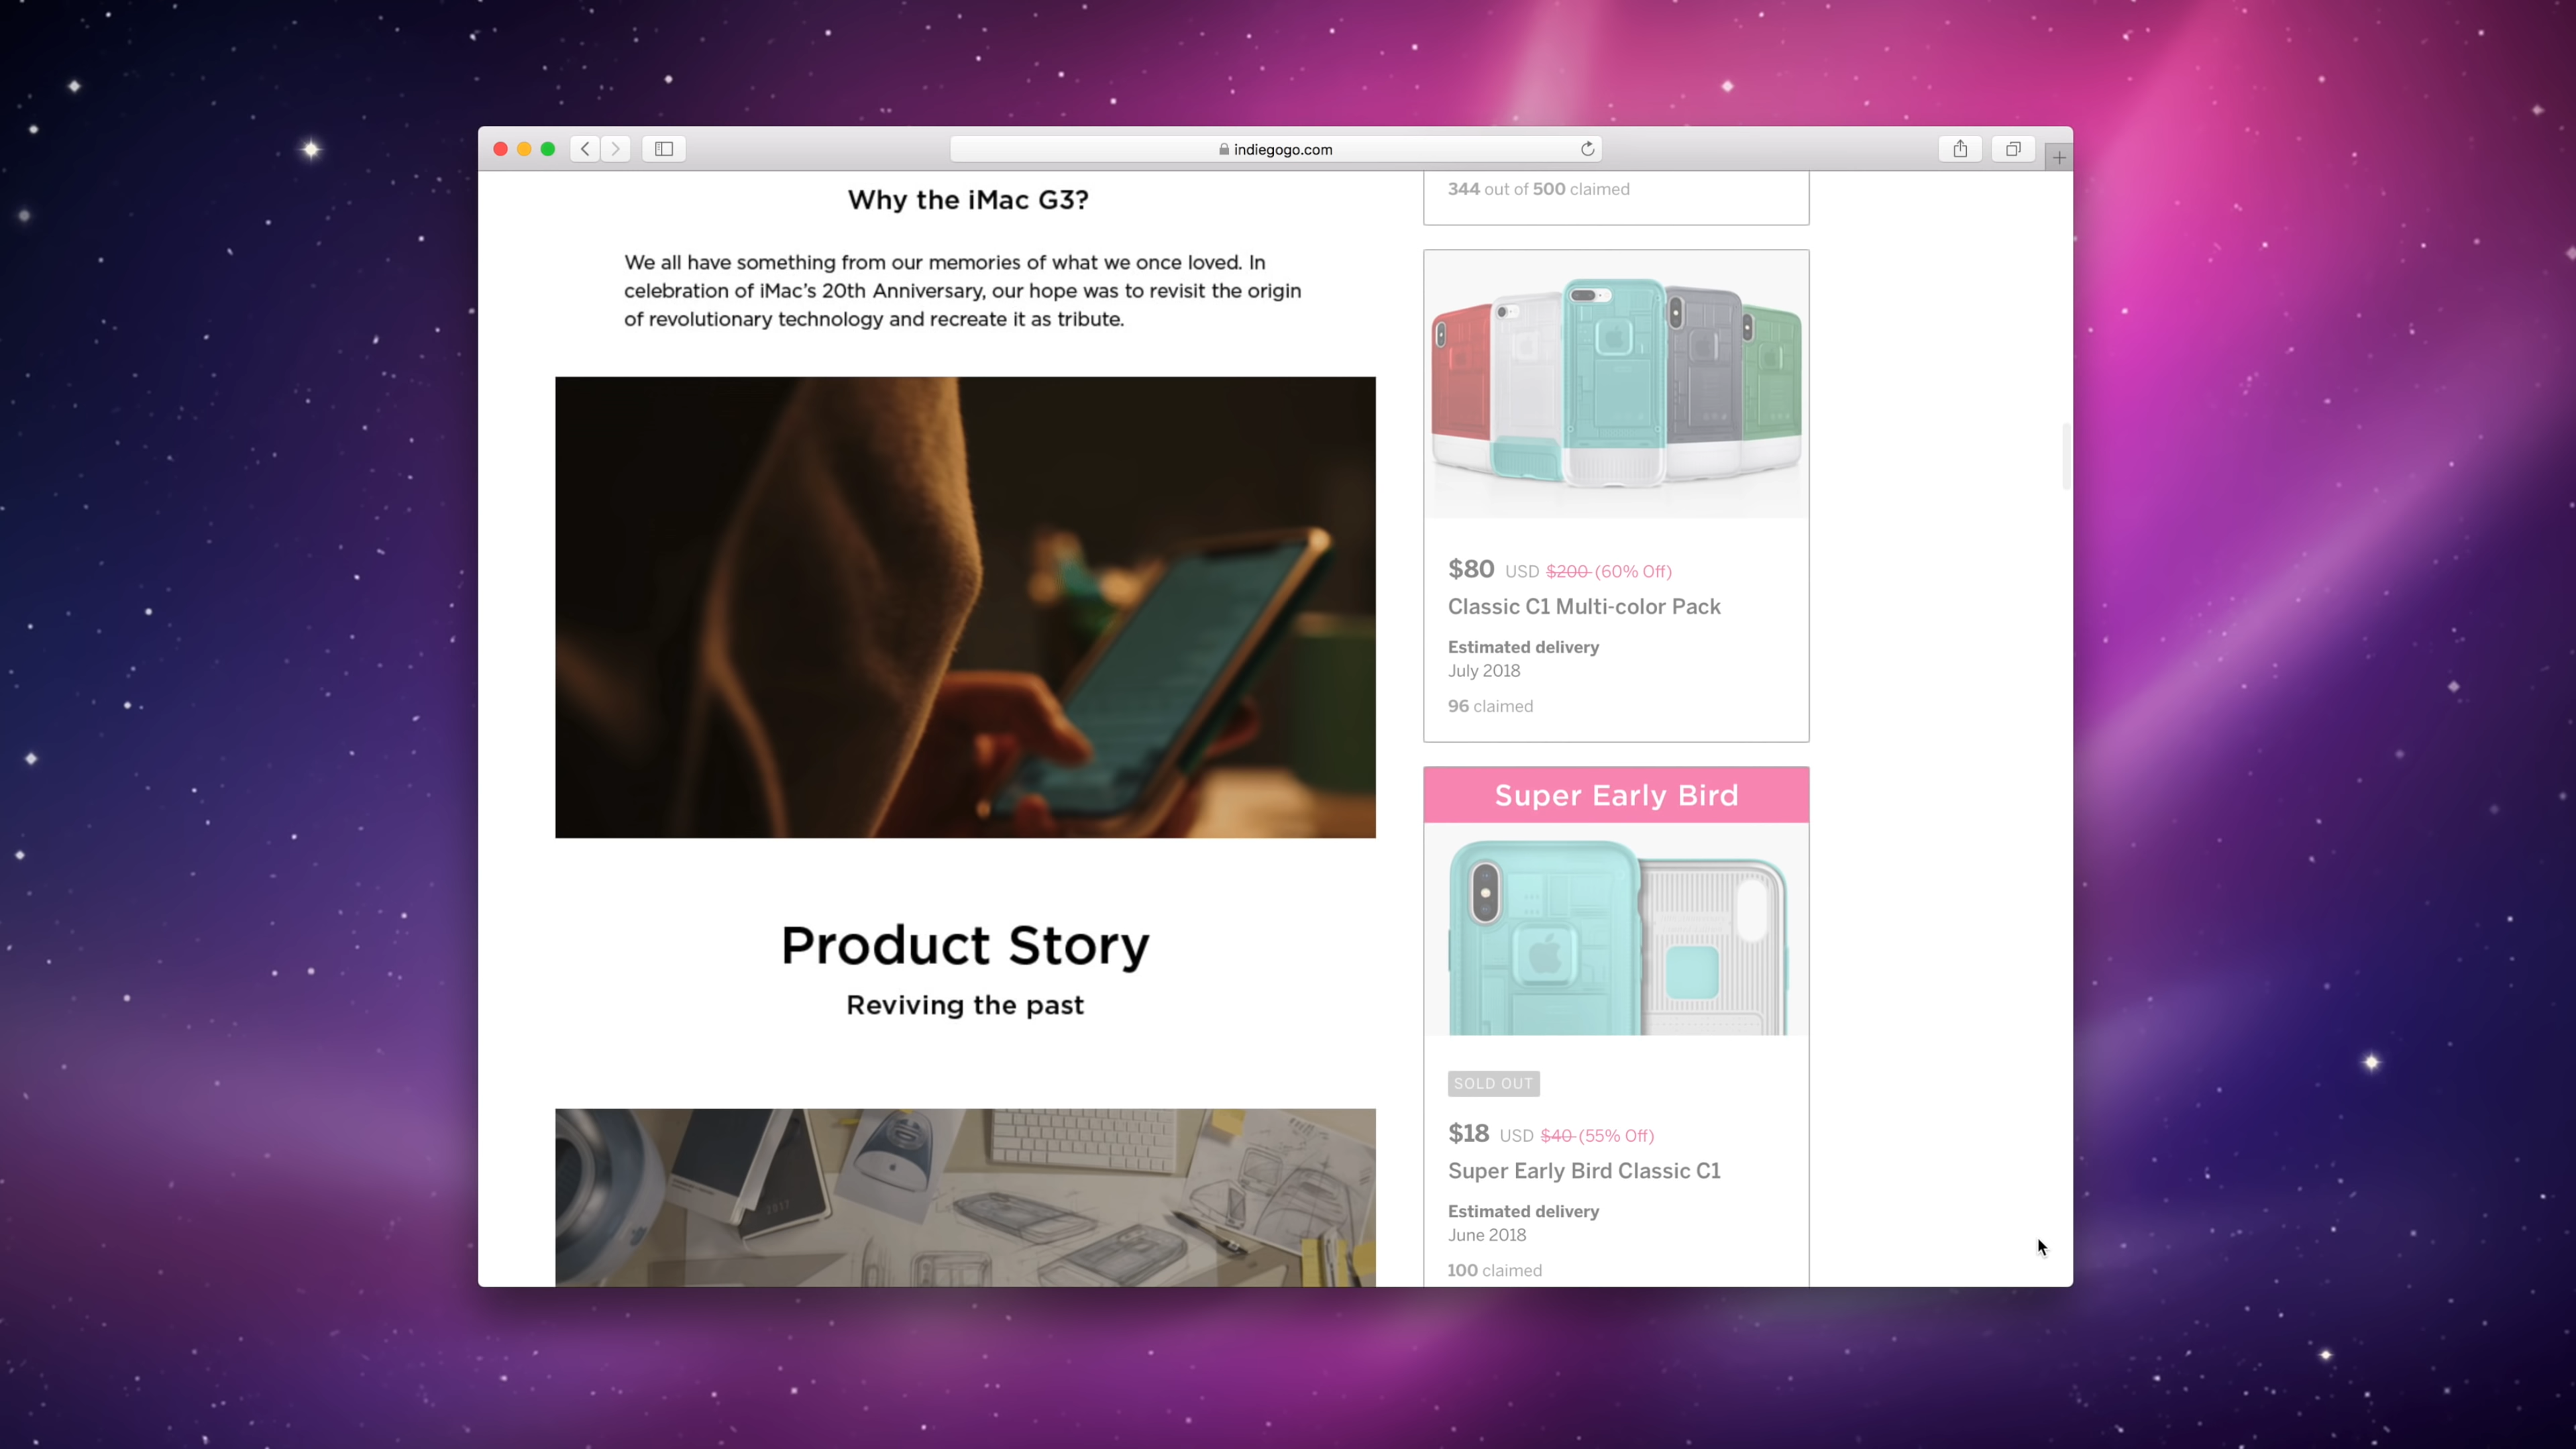 indiegogo.com
Why the iMac G3?
We all have something from our memories of what we once loved. In
celebration of iMac's 20th Anniversary, our hope was to revisit the origin
of revolutionary technology and recreate it as tribute.
Product Story
Reviving the past
2017
344 out of 500 claimed
$80 USD $200 (60% Off)
Classic C1 Multi-color Pack
Estimated delivery
July 2018
96 claimed
Super Early Bird
SOLD OUT
$18 USD $40 (55% Off)
Super Early Bird Classic C1
Estimated delivery
June 2018
100 claimed